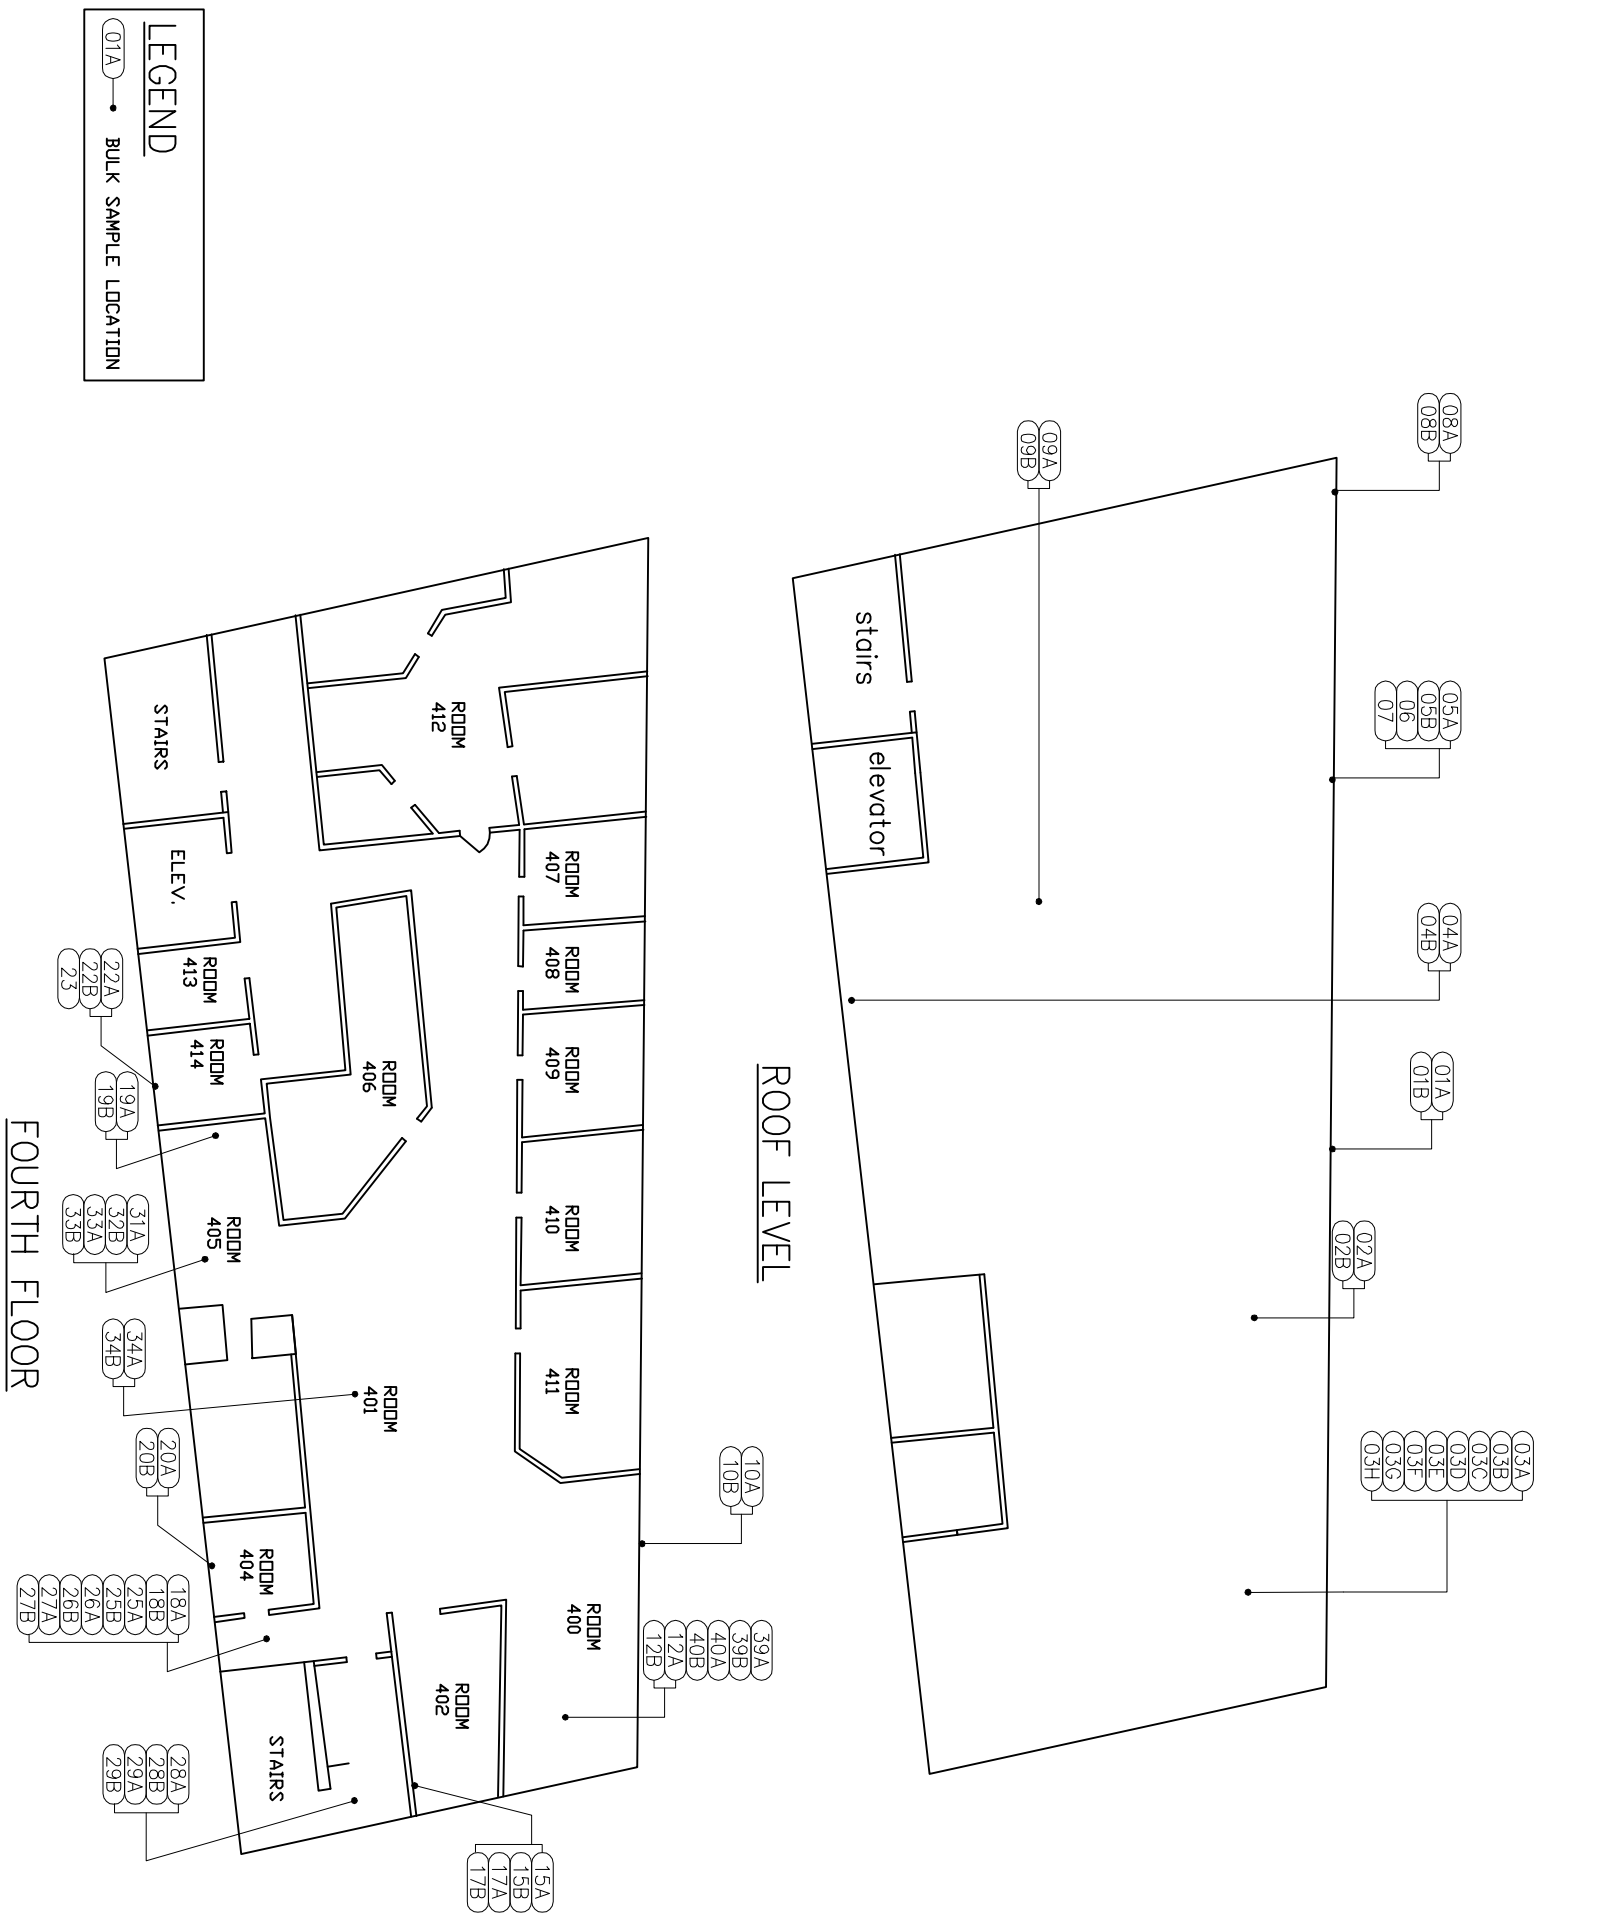 08A
08B
05A
05B
06
07
04A
04B
01A
01B
02A
02B
03A
03B
03C
03D
03E
03F
03G
03H
09A
09B
stairs
elevator
ROOF LEVEL
10A
10B
39A
39B
40A
40B
12A
12B
15A
15B
17A
17B
ROOM
412
ROOM
407
ROOM
408
ROOM
409
ROOM
410
ROOM
411
ROOM
400
ROOM
406
ROOM
401
ROOM
402
STAIRS
ELEV.
ROOM
413
ROOM
414
ROOM
405
ROOM
404
STAIRS
22A
22B
23
19A
19B
31A
32B
33A
33B
34A
34B
20A
20B
18A
18B
25A
25B
26A
26B
27A
27B
28A
28B
29A
29B
FOURTH FLOOR
LEGEND
01A BULK SAMPLE LOCATION